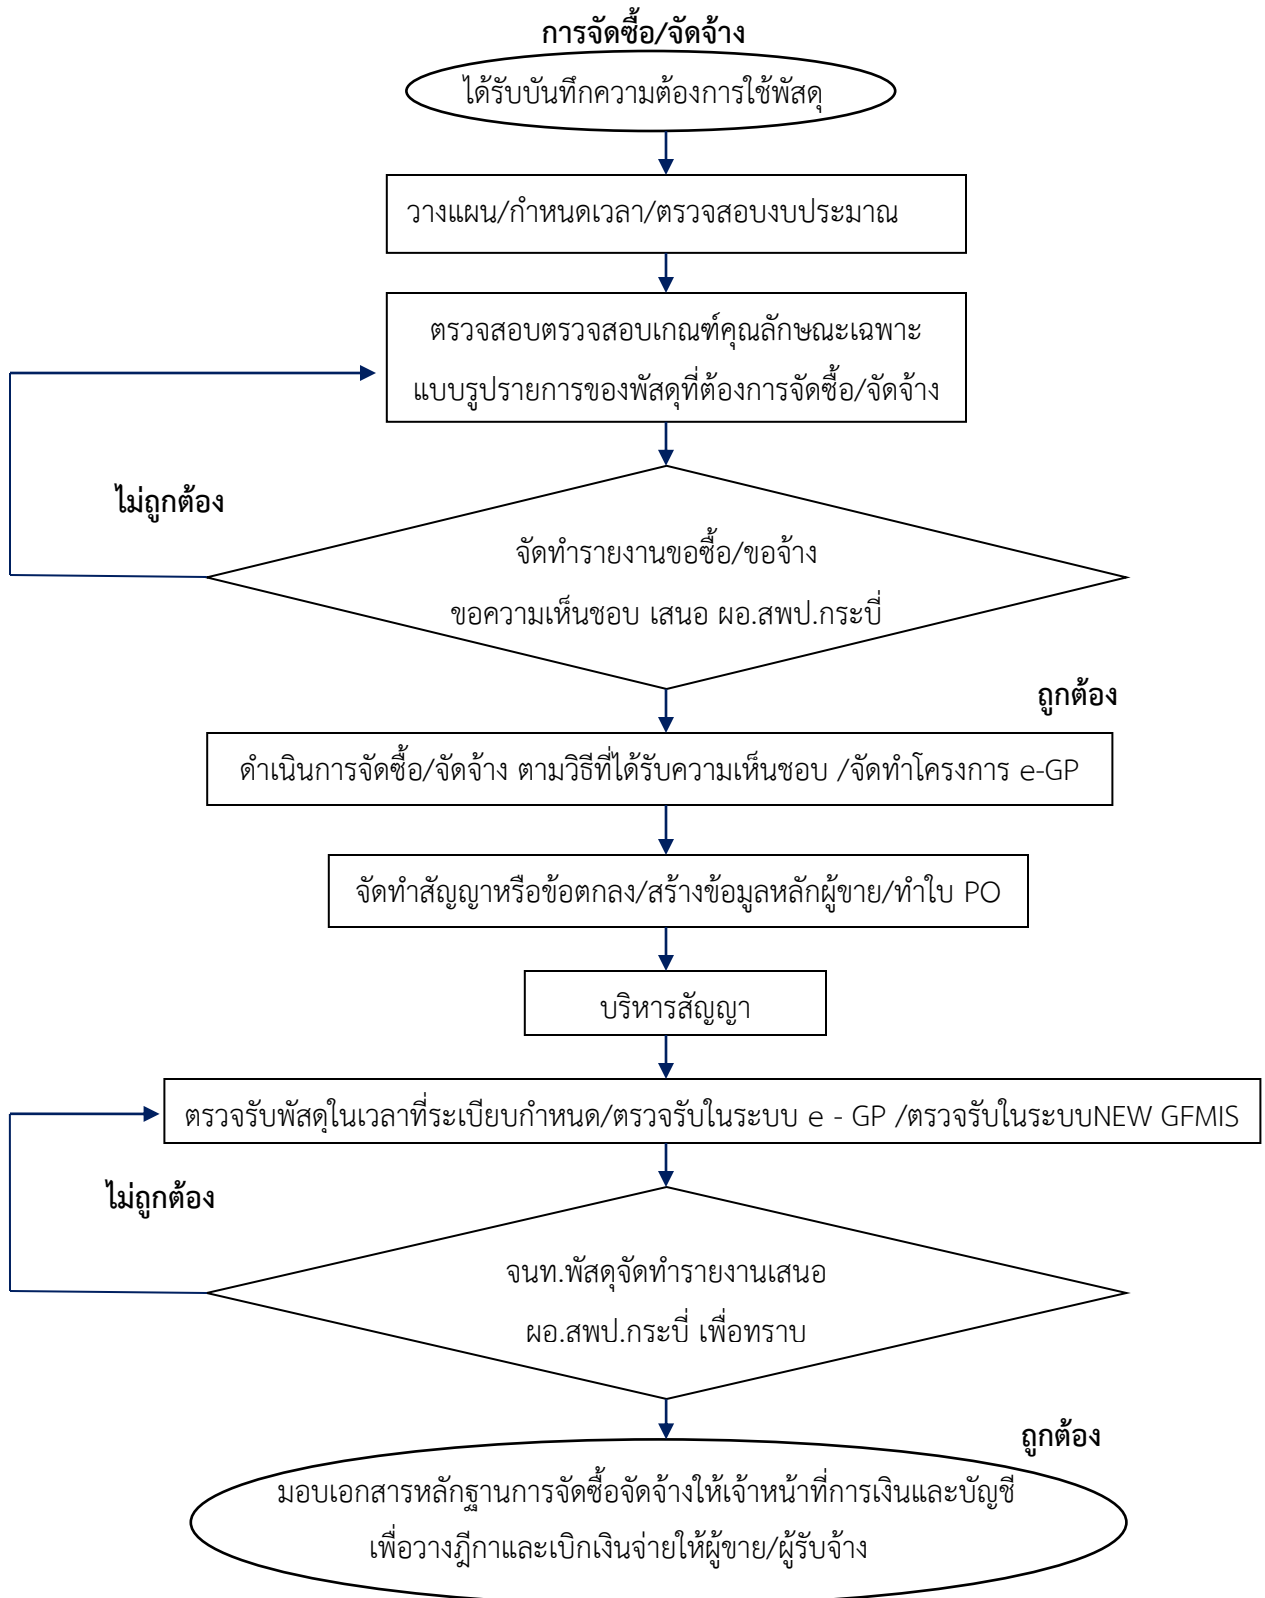 การจัดซื้อ/จัดจ้าง
ได้รับบันทึกความต้องการใช้พัสดุ
วางแผน/กำหนดเวลา/ตรวจสอบงบประมาณ
ตรวจสอบตรวจสอบเกณฑ์คุณลักษณะเฉพาะ
แบบรูปรายการของพัสดุที่ต้องการจัดซื้อ/จัดจ้าง
ไม่ถูกต้อง
จัดทำรายงานขอซื้อ/ขอจ้าง
ขอความเห็นชอบ เสนอ ผอ.สพป.กระบี่
ถูกต้อง
ดำเนินการจัดซื้อ/จัดจ้าง ตามวิธีที่ได้รับความเห็นชอบ /จัดทำโครงการ e-GP
จัดทำสัญญาหรือข้อตกลง/สร้างข้อมูลหลักผู้ขาย/ทำใบ PO
บริหารสัญญา
ตรวจรับพัสดุในเวลาที่ระเบียบกำหนด/ตรวจรับในระบบ e - GP /ตรวจรับในระบบNEW GFMIS
ไม่ถูกต้อง
จนท.พัสดุจัดทำรายงานเสนอ
ผอ.สพป.กระบี่ เพื่อทราบ
ถูกต้อง
มอบเอกสารหลักฐานการจัดซื้อจัดจ้างให้เจ้าหน้าที่การเงินและบัญชี
เพื่อวางฎีกาและเบิกเงินจ่ายให้ผู้ขาย/ผู้รับจ้าง